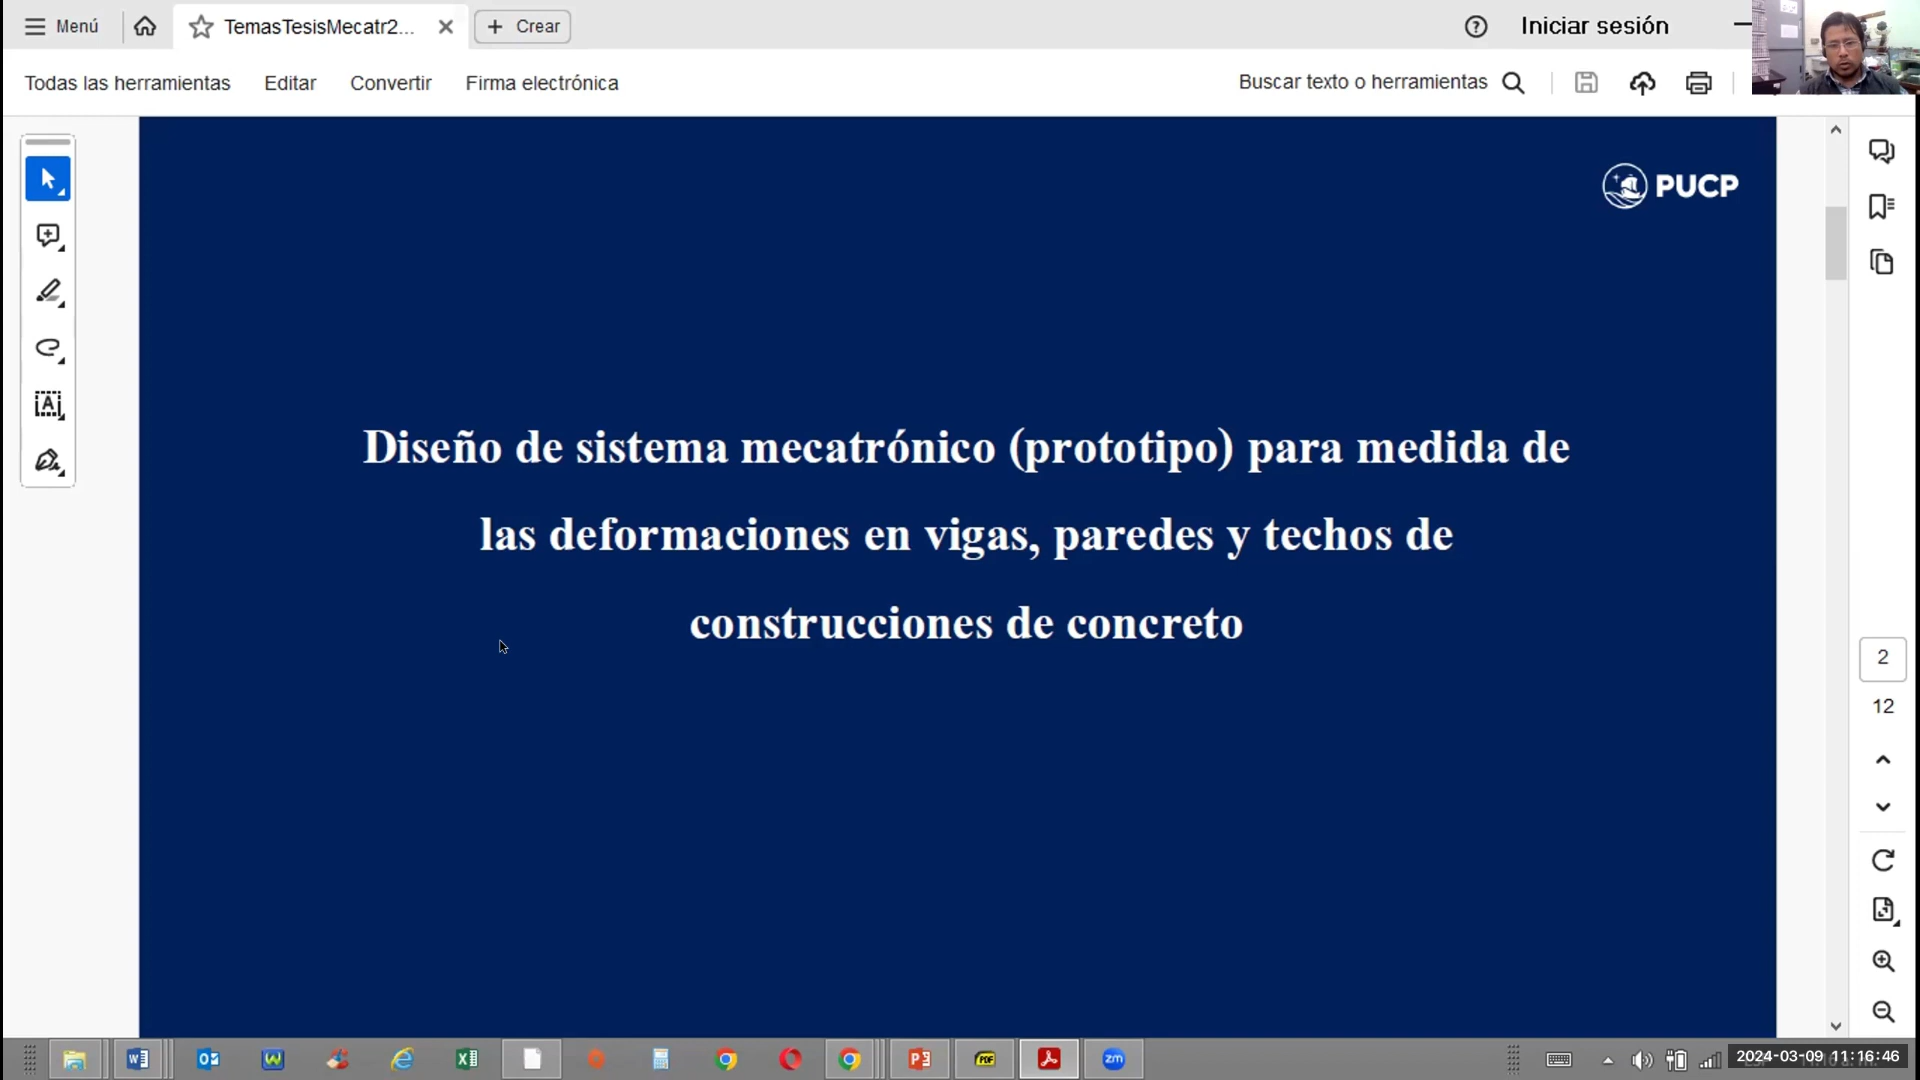 Menú
TemasTesisMecatr2...
Crear
Iniciar sesión
Todas las herramientas
Editar
Convertir
Firma electrónica
Buscar texto o herramientas
PUCP
Diseño de sistema mecatrónico (prototipo) para medida de
las deformaciones en vigas, paredes y techos de
construcciones de concreto
2
12
2024-03-09 11:16:46